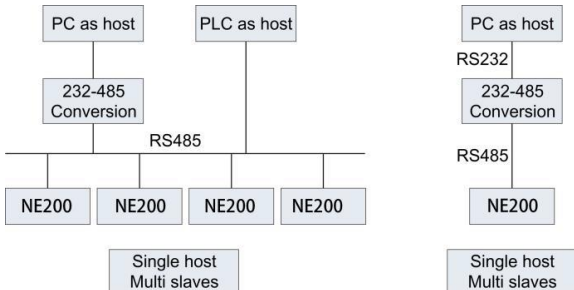 PC as host
PLC as host
232-485
Conversion
RS485
NE200
NE200
NE200
NE200
Single host
Multi slaves
PC as host
RS232
232-485
Conversion
RS485
NE200
Single host
Multi slaves